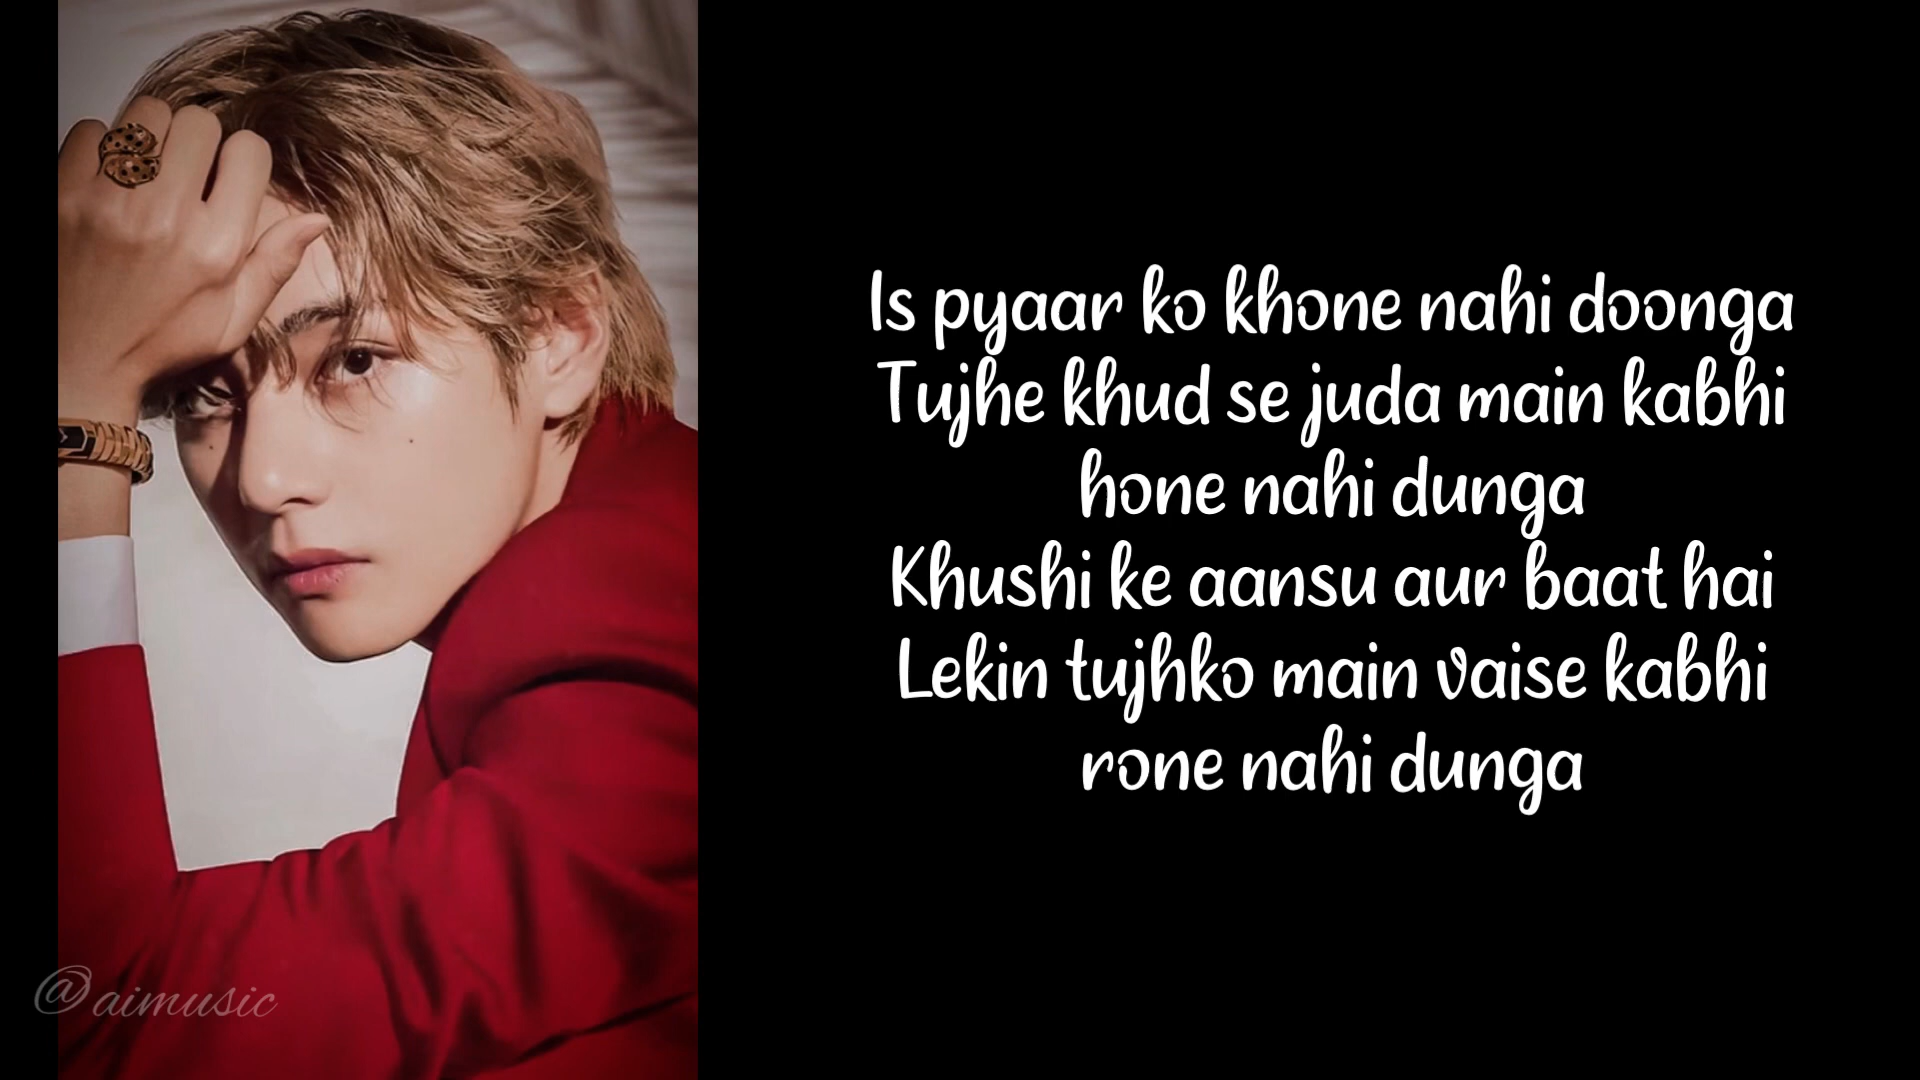 Is pyaar ko khone nahi doonga
Tujhe khud se juda main kabhi
hone nahi dunga
Khushi ke aansu aur baat hai
Lekin tujhko main vaise kabhi
rone nahi dunga
@aimusic